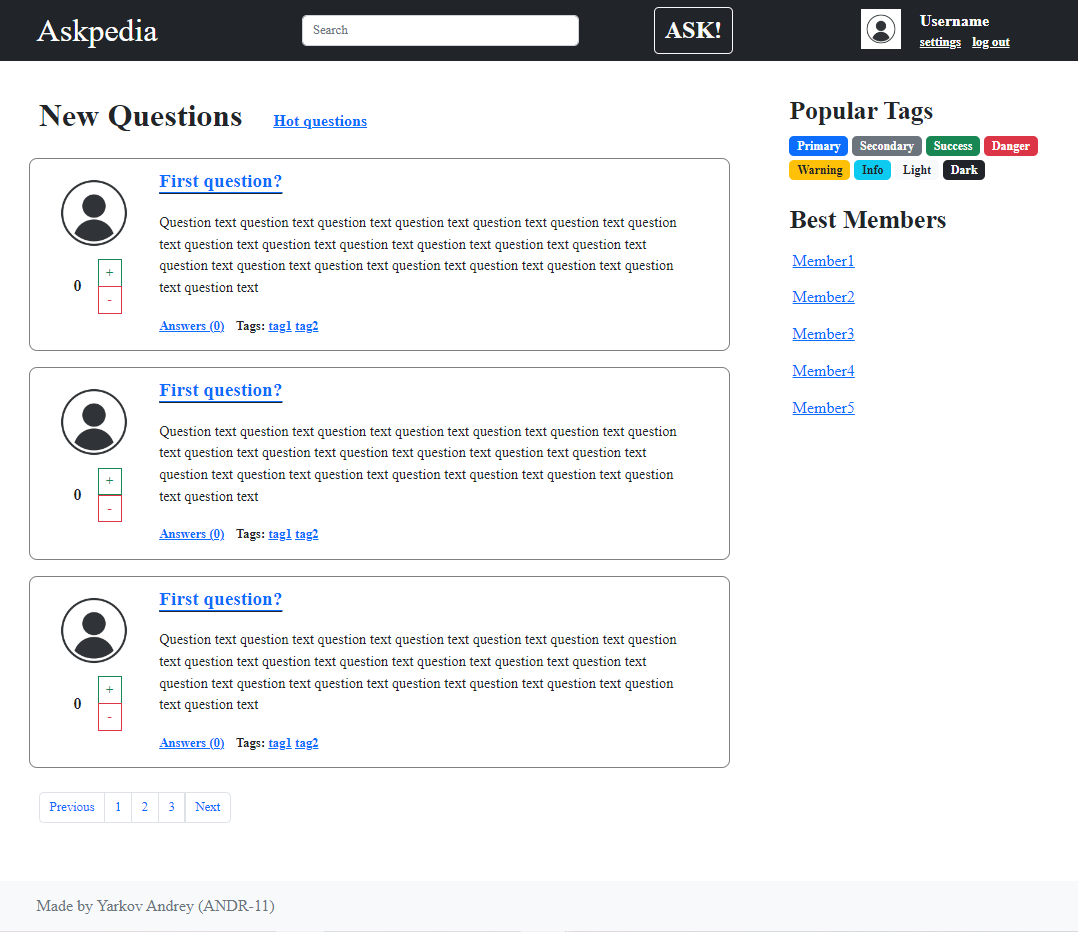 Askpedia
Search
ASK!
Username
settings log out
New Questions Hot questions
First question?
Question text question text question text question text question text question text question
text question text question text question text question text question text question text
question text question text question text question text question text question text question
text question text
0
+
-
Answers (0) Tags: tag1 tag2
First question?
Question text question text question text question text question text question text question
text question text question text question text question text question text question text
question text question text question text question text question text question text question
text question text
0
+
-
Answers (0) Tags: tag1 tag2
First question?
Question text question text question text question text question text question text question
text question text question text question text question text question text question text
question text question text question text question text question text question text question
text question text
0
+
-
Answers (0) Tags: tag1 tag2
Previous 1 2 3 Next
Popular Tags
Primary Secondary Success Danger
Warning Info Light Dark
Best Members
Member1
Member2
Member3
Member4
Member5
Made by Yarkov Andrey (ANDR-11)